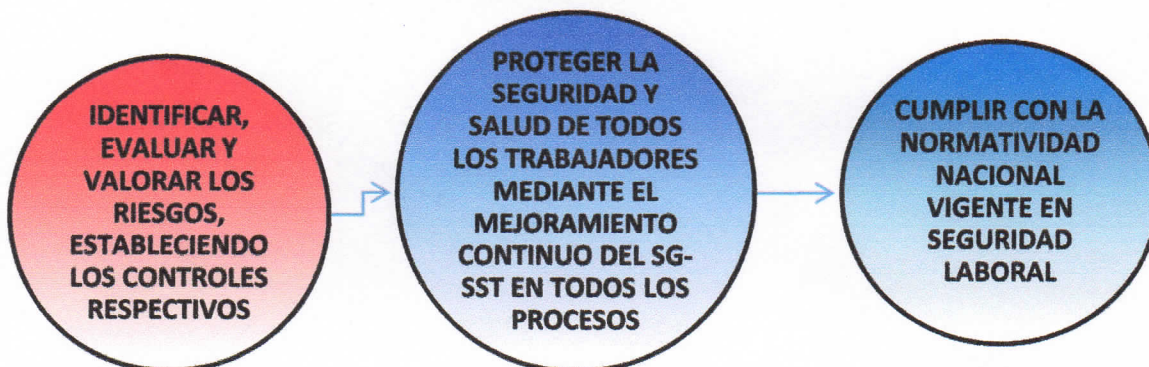 IDENTIFICAR,
EVALUAR Y
VALORAR LOS
RIESGOS,
ESTABLECIENDO
LOS CONTROLES
RESPECTIVOS
PROTEGER LA
SEGURIDAD Y
SALUD DE TODOS
LOS TRABAJADORES
MEDIANTE EL
MEJORAMIENTO
CONTINUO DEL SG-
SST EN TODOS LOS
PROCESOS
CUMPLIR CON LA
NORMATIVIDAD
NACIONAL
VIGENTE EN
SEGURIDAD
LABORAL